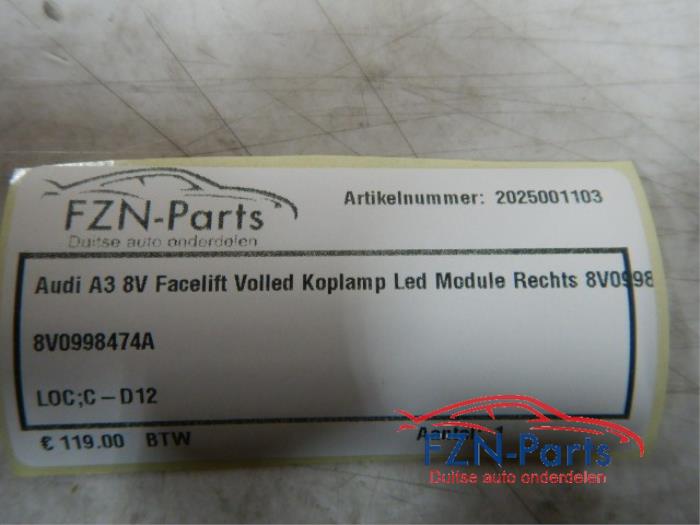 FZN-Parts
Duitse auto onderdelen
Artikelnummer: 2025001103
Audi A3 8V Facelift Volled Koplamp Led Module Rechts 8V0998
8V0998474A
LOC;C-D12
€ 119.00 BTW
Aantal: 1
FZN-Parts
Duitse auto onderdelen